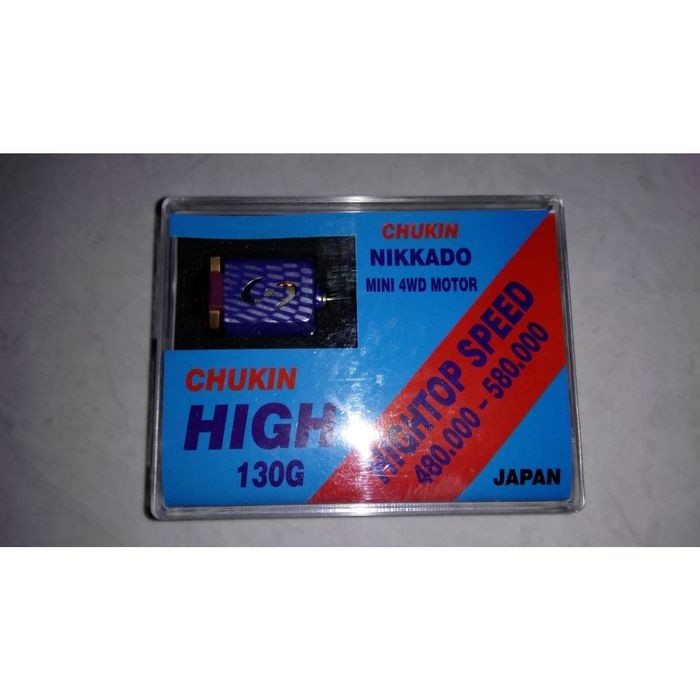 CHUKIN
NIKKADO
MINI 4WD MOTOR
CHUKIN
HIGH
130G
HIGHTOP SPEED
480.000 - 580.000
JAPAN